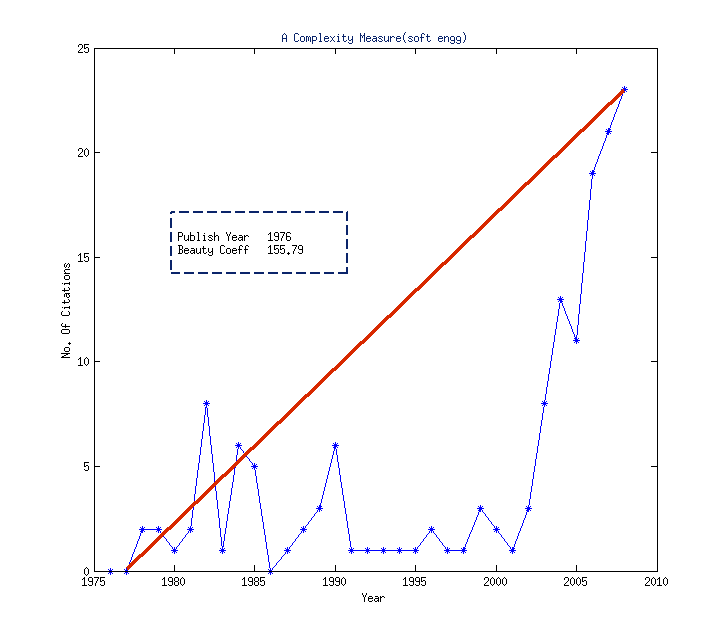 A Complexity Measure(soft engg)
25
20
15
10
5
0
No. Of Citations
Publish Year 1976
Beauty Coeff 155.79
1975 1980 1985 1990 1995 2000 2005 2010
Year